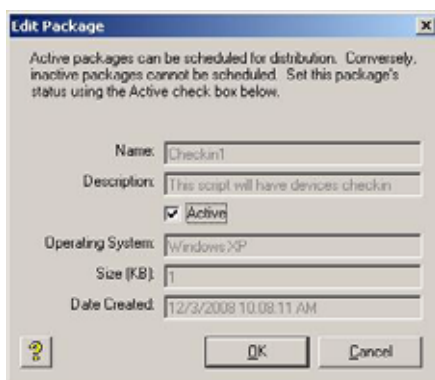 Edit Package
Active packages can be scheduled for distribution. Conversely,
inactive packages cannot be scheduled. Set this package's
status using the Active check box below.
Name: Checkin1
Description: This script will have devices checkin
Active
Operating System: Windows XP
Size (KB): 1
Date Created: 12/3/2008 10:08:11 AM
? OK Cancel